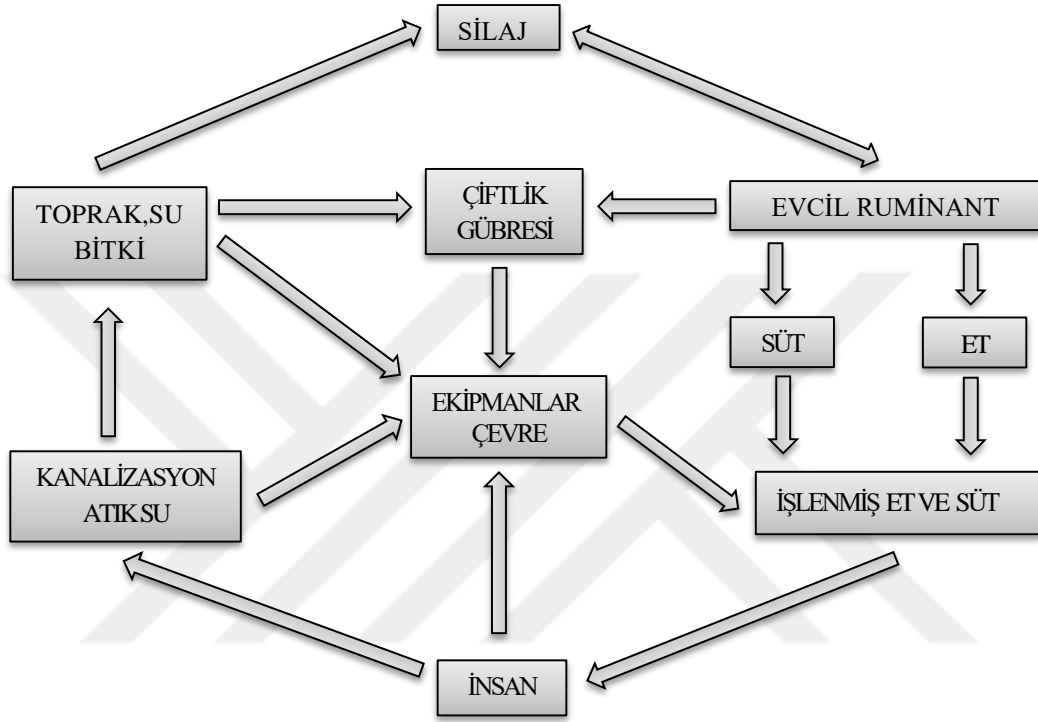 SİLAJ
TOPRAK,SU
BİTKİ
ÇİFTLİK
GÜBRESİ
EVCİL RUMİNANT
SÜT
ET
EKİPMANLAR
ÇEVRE
KANALİZASYON
ATIKSU
İŞLENMİŞ ET VE SÜT
İNSAN